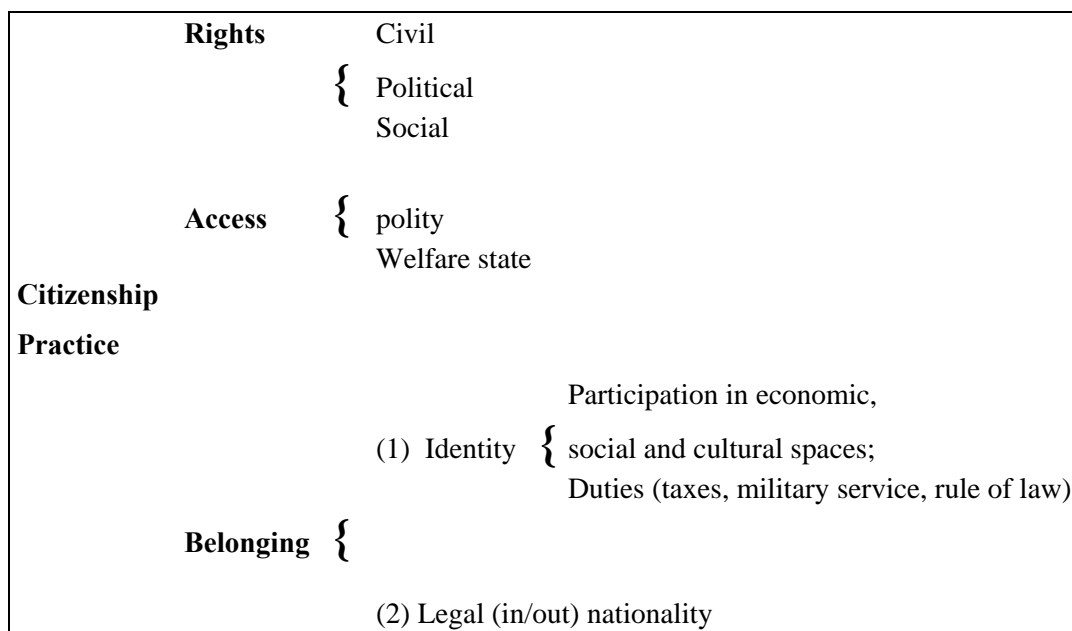 Rights Civil
{ Political
Social
Access { polity
Welfare state
Citizenship
Practice
Participation in economic,
(1) Identity { social and cultural spaces;
Duties (taxes, military service, rule of law)
Belonging {
(2) Legal (in/out) nationality